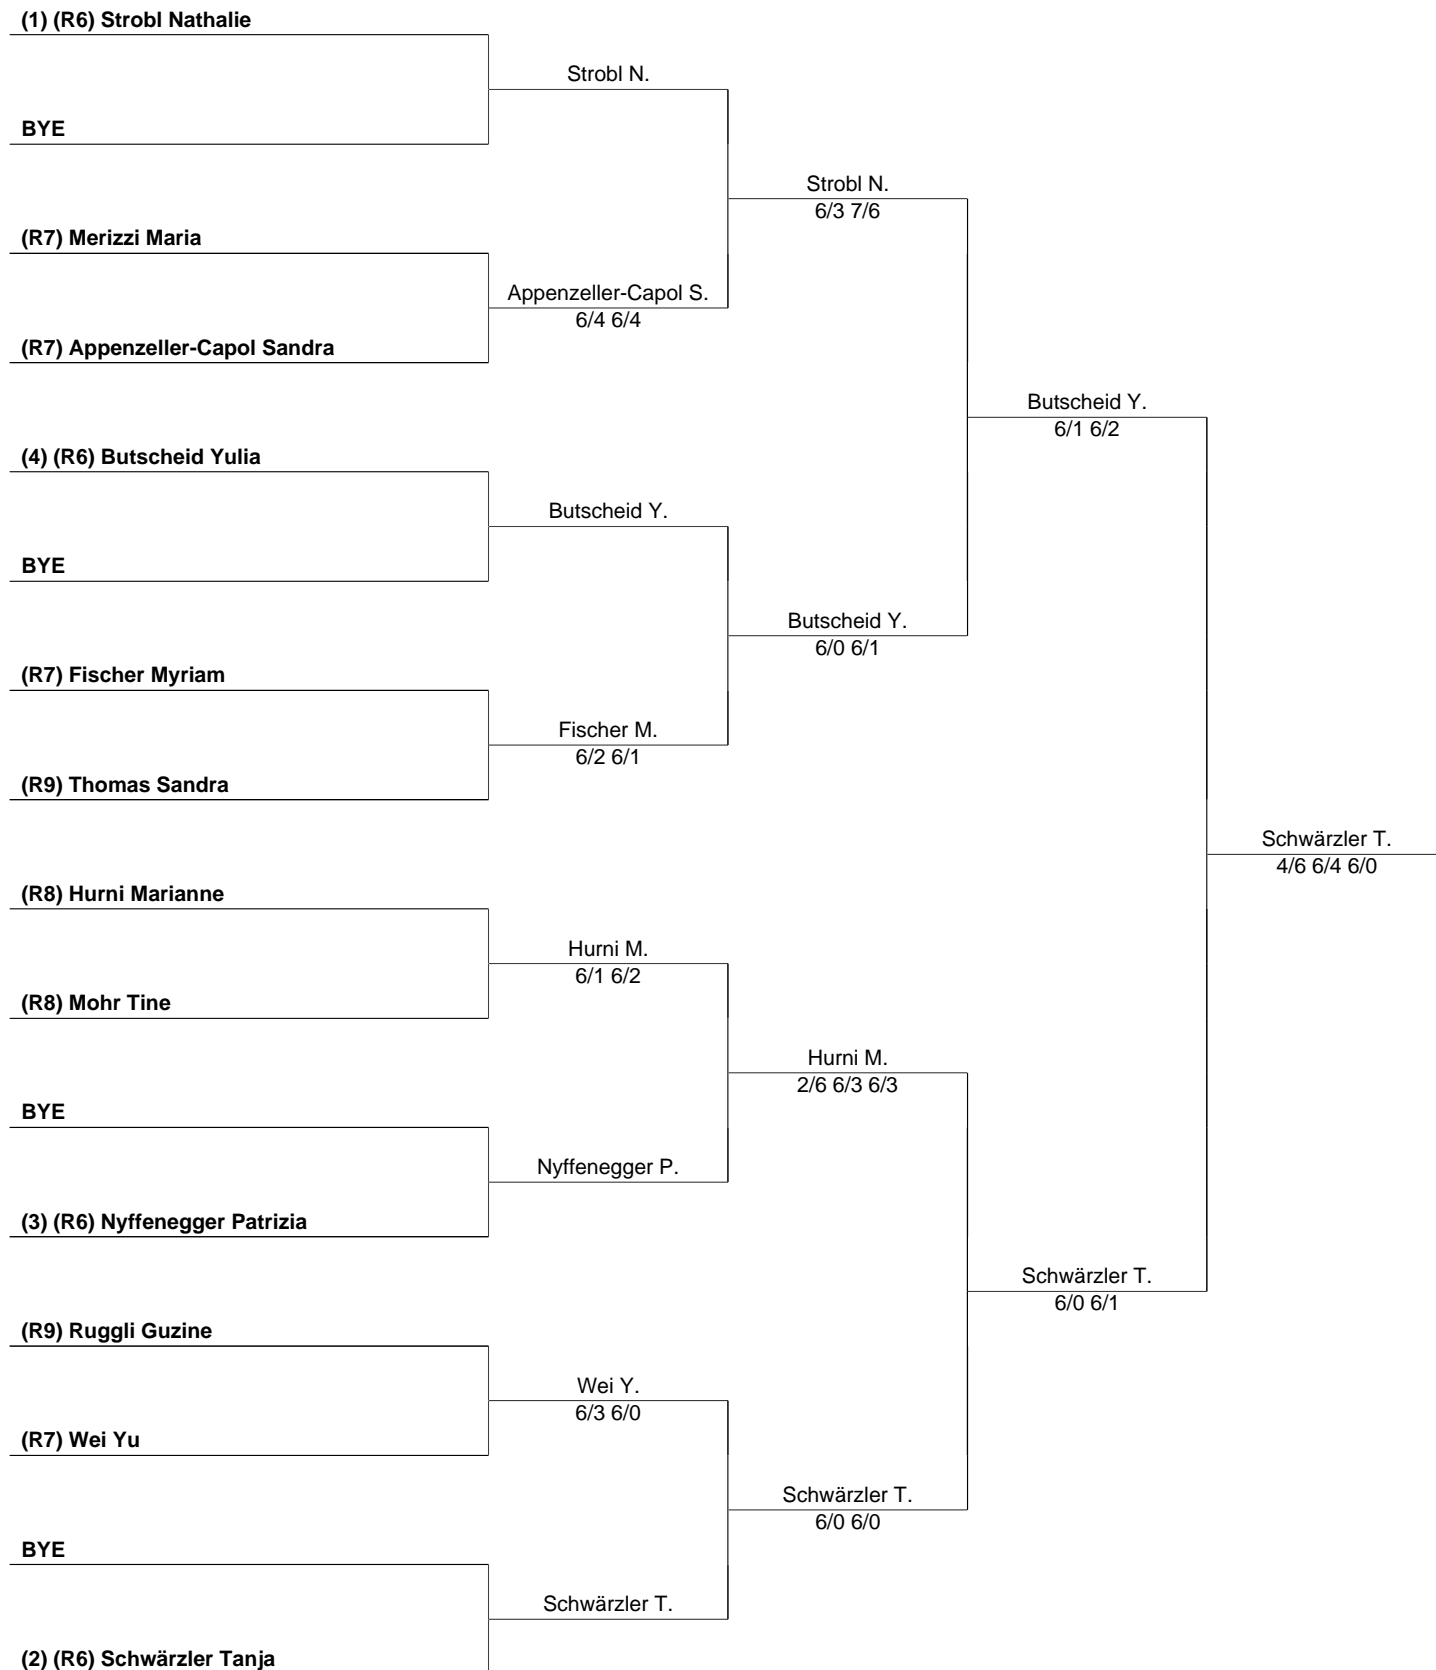 (1) (R6) Strobl Nathalie
Strobl N.
BYE
Strobl N.
6/3 7/6
(R7) Merizzi Maria
Appenzeller-Capol S.
6/4 6/4
(R7) Appenzeller-Capol Sandra
Butscheid Y.
6/1 6/2
(4) (R6) Butscheid Yulia
Butscheid Y.
BYE
Butscheid Y.
6/0 6/1
(R7) Fischer Myriam
Fischer M.
6/2 6/1
(R9) Thomas Sandra
Schwärzler T.
4/6 6/4 6/0
(R8) Hurni Marianne
Hurni M.
6/1 6/2
(R8) Mohr Tine
Hurni M.
2/6 6/3 6/3
BYE
Nyffenegger P.
(3) (R6) Nyffenegger Patrizia
Schwärzler T.
6/0 6/1
(R9) Ruggli Guzine
Wei Y.
6/3 6/0
(R7) Wei Yu
Schwärzler T.
6/0 6/0
BYE
Schwärzler T.
(2) (R6) Schwärzler Tanja